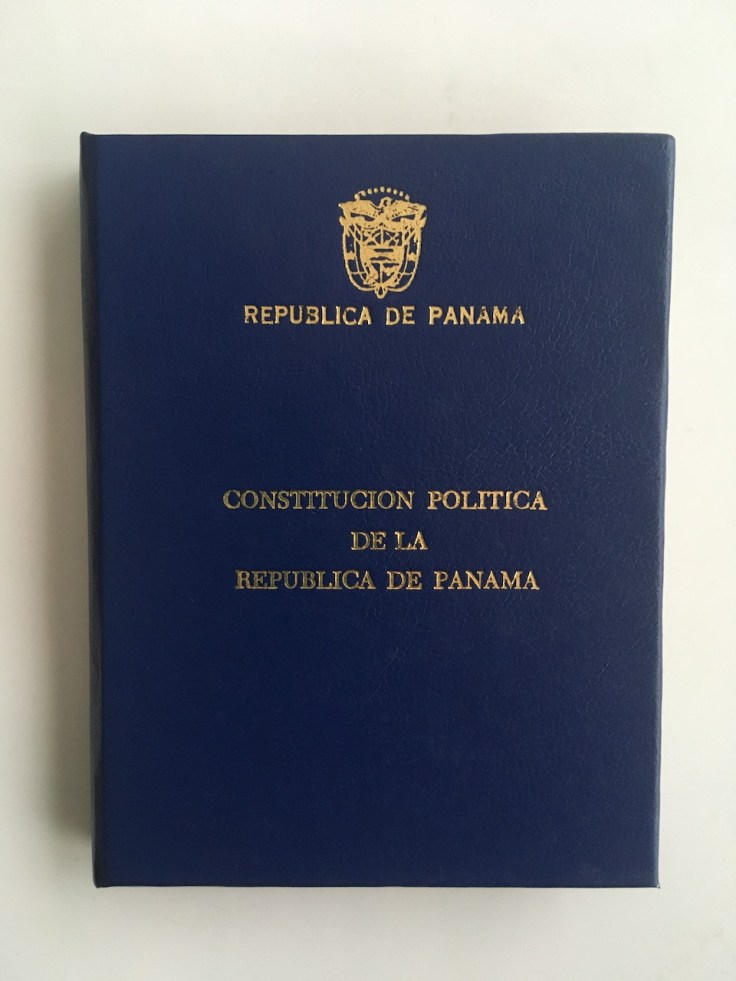 REPUBLICA DE PANAMA
CONSTITUCION POLITICA
DE LA
REPUBLICA DE PANAMA